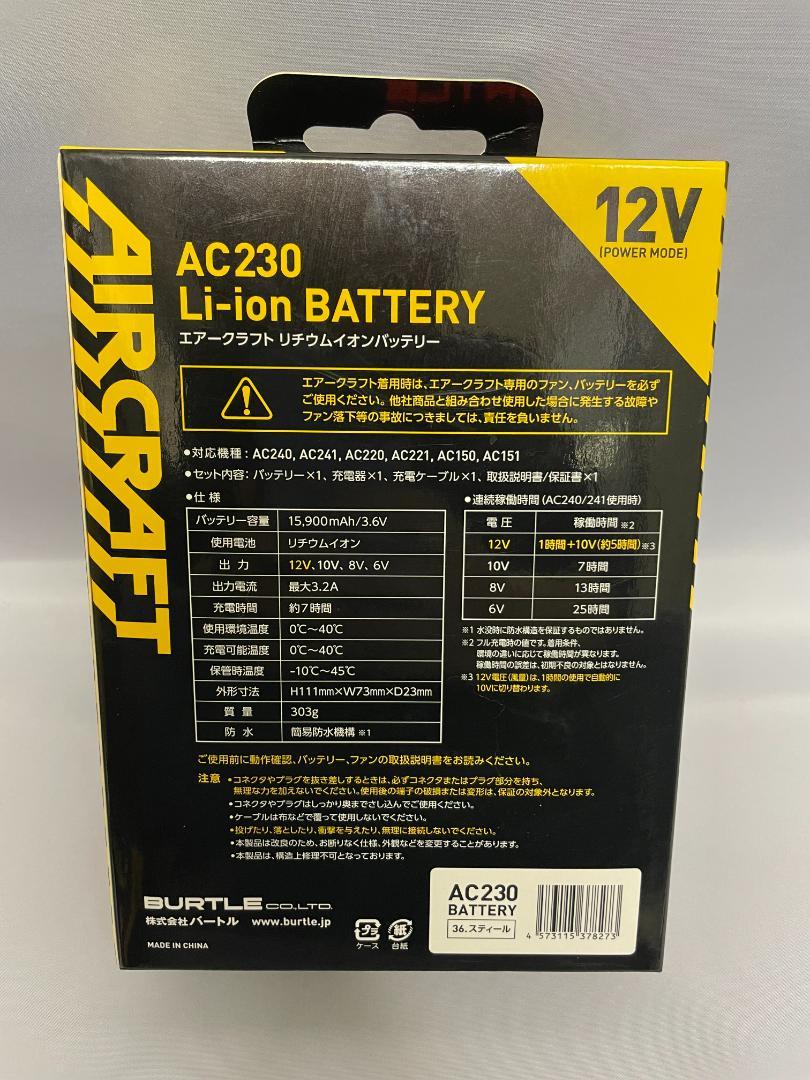 12V
(POWER MODE)
AIRCRAFT
AC230
Li-ion BATTERY
エアークラフト リチウムイオンバッテリー
エアークラフト着用時は、エアークラフト専用のファン、バッテリーを必ず
ご使用ください。他社商品と組み合わせ使用した場合に発生する故障や
ファン落下等の事故につきましては、責任を負いません。
●対応機種：AC240, AC241, AC220, AC221, AC150, AC151
●セット内容：バッテリー×1、充電器×1、充電ケーブル×1、取扱説明書/保証書×1
●仕様
バッテリー容量 15,900mAh/3.6V
使用電池 リチウムイオン
出力 12V、10V、8V、6V
出力電流 最大3.2A
充電時間 約7時間
使用環境温度 0℃～40℃
充電可能温度 0℃～40℃
保管時温度 -10℃～45℃
外形寸法 H111mm×W73mm×D23mm
質量 303g
防水 簡易防水機構 ※1
●連続稼働時間（AC240/241使用時）
電圧 稼働時間 ※2
12V 1時間+10V(約5時間)※3
10V 7時間
8V 13時間
6V 25時間
※1 水没時に防水構造を保証するものではありません。
※2 フル充電時の値です。着用条件、
環境の違いに応じて稼働時間が異なります。
稼働時間の誤差は、初期不良の対象とはなりません。
※3 12V電圧（風量）は、1時間の使用で自動的に
10Vに切り替わります。
ご使用前に動作確認、バッテリー、ファンの取扱説明書をお読みください。
注意 ●コネクタやプラグを抜き差しするときは、必ずコネクタまたはプラグ部分を持ち、
無理な力を加えないでください。使用後の端子の破損または変形は、保証の対象外となります。
●コネクタやプラグはしっかり奥までさし込んでご使用ください。
●ケーブルは布などで覆って使用しないでください。
●投げたり、落としたり、衝撃を与えたり、無理に接続しないでください。
●本製品は改良のため、お断りなく仕様、外観などを変更することがあります。
●本製品は、構造上修理不可となっております。
BURTLE CO.,LTD.
株式会社バートル www.burtle.jp
MADE IN CHINA
プラ
ケース
紙
台紙
AC230
BATTERY
36.スティール
4 573115 378273